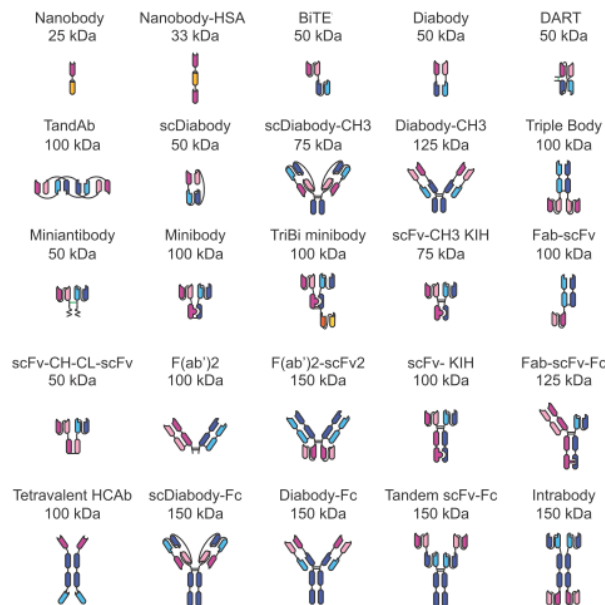 Nanobody
25 kDa
Nanobody-HSA
33 kDa
BiTE
50 kDa
Diabody
50 kDa
DART
50 kDa
TandAb
100 kDa
scDiabody
50 kDa
scDiabody-CH3
75 kDa
Diabody-CH3
125 kDa
Triple Body
100 kDa
Miniantibody
50 kDa
Minibody
100 kDa
TriBi minibody
100 kDa
scFv-CH3 KIH
75 kDa
Fab-scFv
100 kDa
scFv-CH-CL-scFv
50 kDa
F(ab')2
100 kDa
F(ab')2-scFv2
150 kDa
scFv- KIH
100 kDa
Fab-scFv-Fc
125 kDa
Tetravalent HCAb
100 kDa
scDiabody-Fc
150 kDa
Diabody-Fc
150 kDa
Tandem scFv-Fc
150 kDa
Intrabody
150 kDa